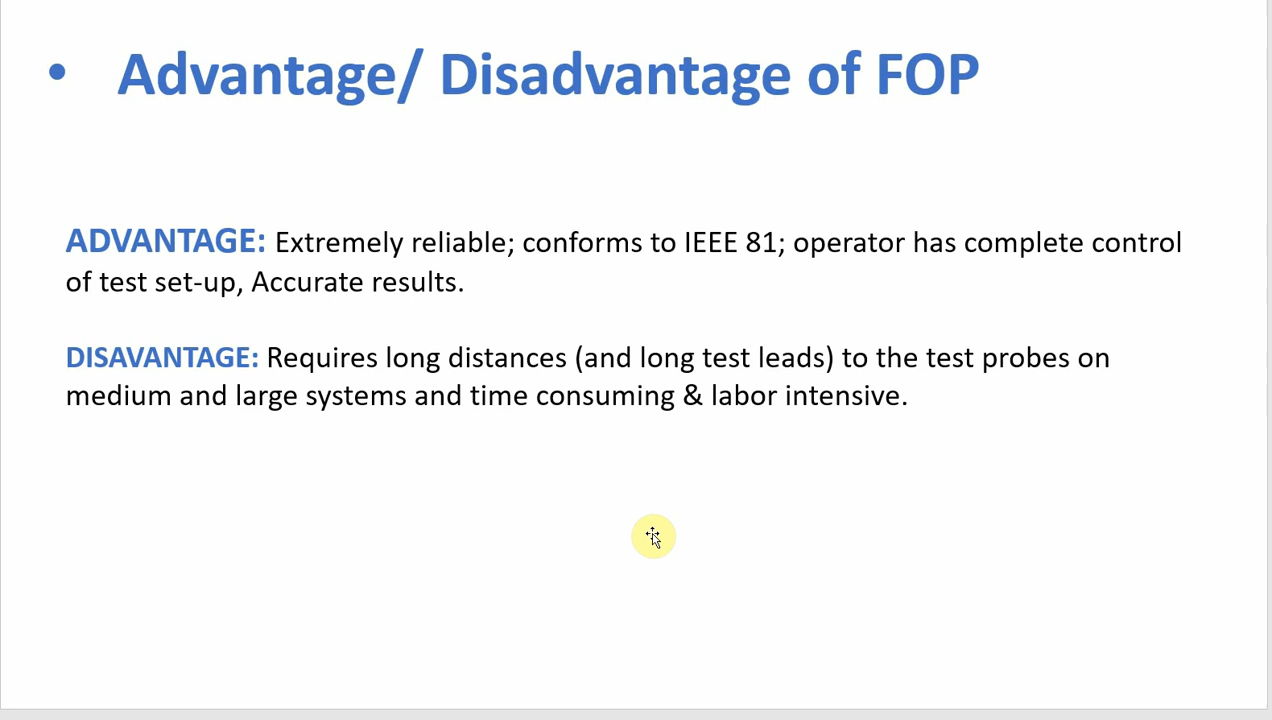 • Advantage/ Disadvantage of FOP
ADVANTAGE: Extremely reliable; conforms to IEEE 81; operator has complete control
of test set-up, Accurate results.
DISAVANTAGE: Requires long distances (and long test leads) to the test probes on
medium and large systems and time consuming & labor intensive.